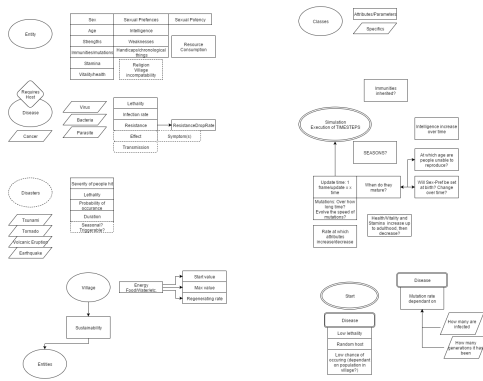 Entity
Sex
Sexual Prefences
Sexual Potency
Age
Intelligence
Strengths
Weaknesses
Immunities/mutations
Handicaps/chronological
things
Stamina
Vitality/health
Religion
Village
Incompatability
Resource
Consumption
Requires
Host
Disease
Cancer
Virus
Bacteria
Parasite
Lethality
Infection rate
Resistance
ResistanceDropRate
Effect
Symptom(s)
Transmission
Disasters
Tsunami
Tornado
Volcanic Eruption
Earthquake
Severity of people hit
Lethality
Probability of
occurance
Duration
Seasonal?
Triggerable?
Village
Sustainability
Entities
Energy
Food/Water/etc.
Start value
Max value
Regenerating rate
Classes
Attributes/Parameters
Specifics
Immunities
inherited?
Simulation
Execution of TIMESTEPS
SEASONS?
Intelligence increase
over time
At which age are
people unable to
reproduce?
Update time: 1
frame/update = x
time
When do they
mature?
Will Sex-Pref be set
at birth? Change
over time?
Mutations: Over how
long time?
Evolve the speed of
mutations?
Health/Vitality and
Stamina: increase up
to adulthood, then
decrease?
Rate at which
attributes
increase/decrease
Start
Disease
Low lethality
Random host
Low chance of
occuring (dependant
on population in
village?)
Disease
Mutation rate
dependant on
How many are
infected
How many
generations it has
been